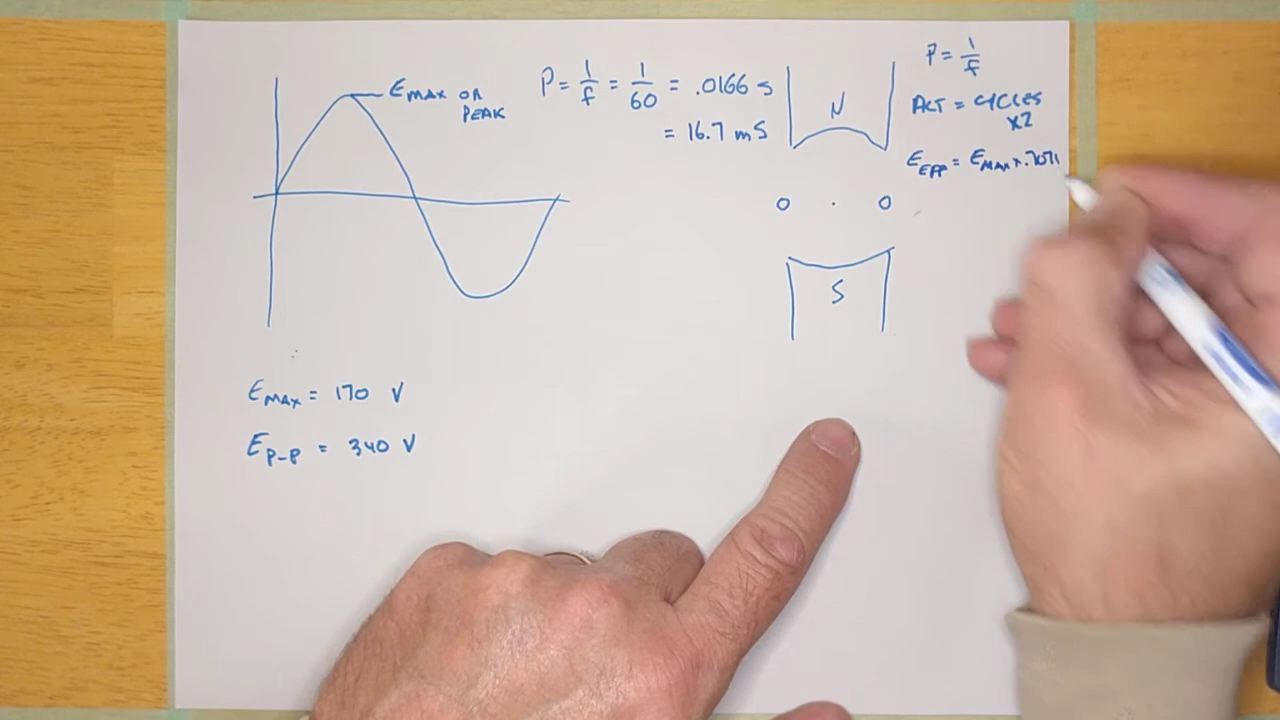 EMAX OR
PEAK
P = 1/f = 1/60 = .0166 s
= 16.7 mS
N
S
P = 1/f
ALT = CYCLES
X2
EEFF = EMAX x .7071
EMAX = 170 V
EP-P = 340 V